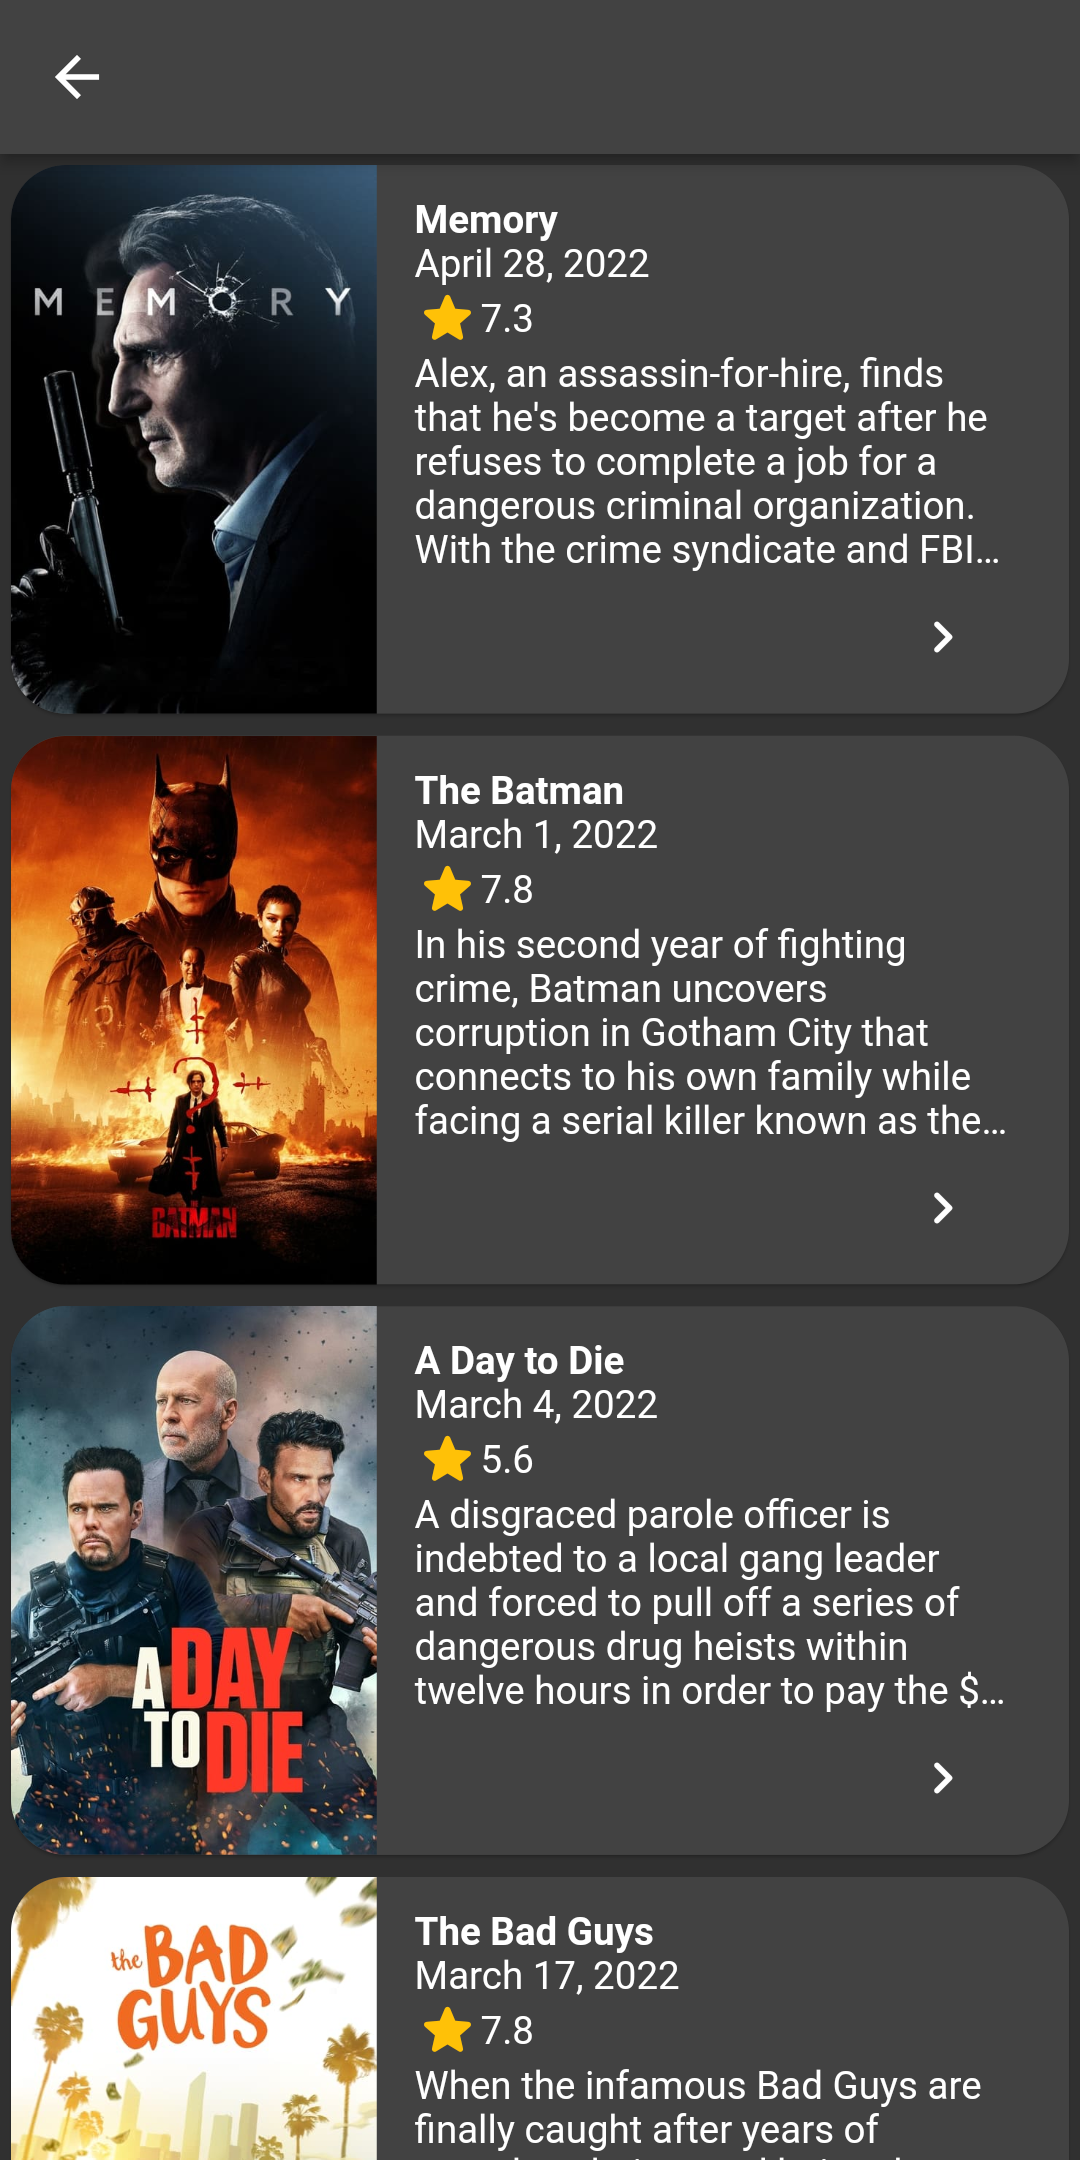 MEMORY
Memory
April 28, 2022
7.3
Alex, an assassin-for-hire, finds
that he's become a target after he
refuses to complete a job for a
dangerous criminal organization.
With the crime syndicate and FBI...
THE BATMAN
The Batman
March 1, 2022
7.8
In his second year of fighting
crime, Batman uncovers
corruption in Gotham City that
connects to his own family while
facing a serial killer known as the...
A DAY
TO DIE
A Day to Die
March 4, 2022
5.6
A disgraced parole officer is
indebted to a local gang leader
and forced to pull off a series of
dangerous drug heists within
twelve hours in order to pay the $...
the BAD
GUYS
The Bad Guys
March 17, 2022
7.8
When the infamous Bad Guys are
finally caught after years of